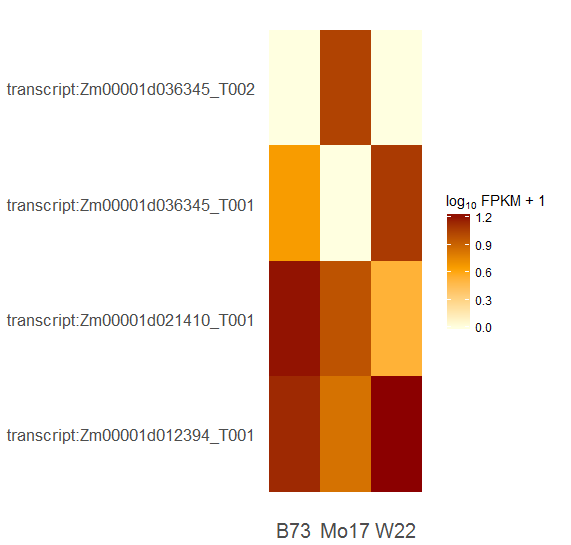 transcript:Zm00001d036345_T002
transcript:Zm00001d036345_T001
transcript:Zm00001d021410_T001
transcript:Zm00001d012394_T001
log₁₀ FPKM + 1
1.2
0.9
0.6
0.3
0.0
B73 Mo17 W22